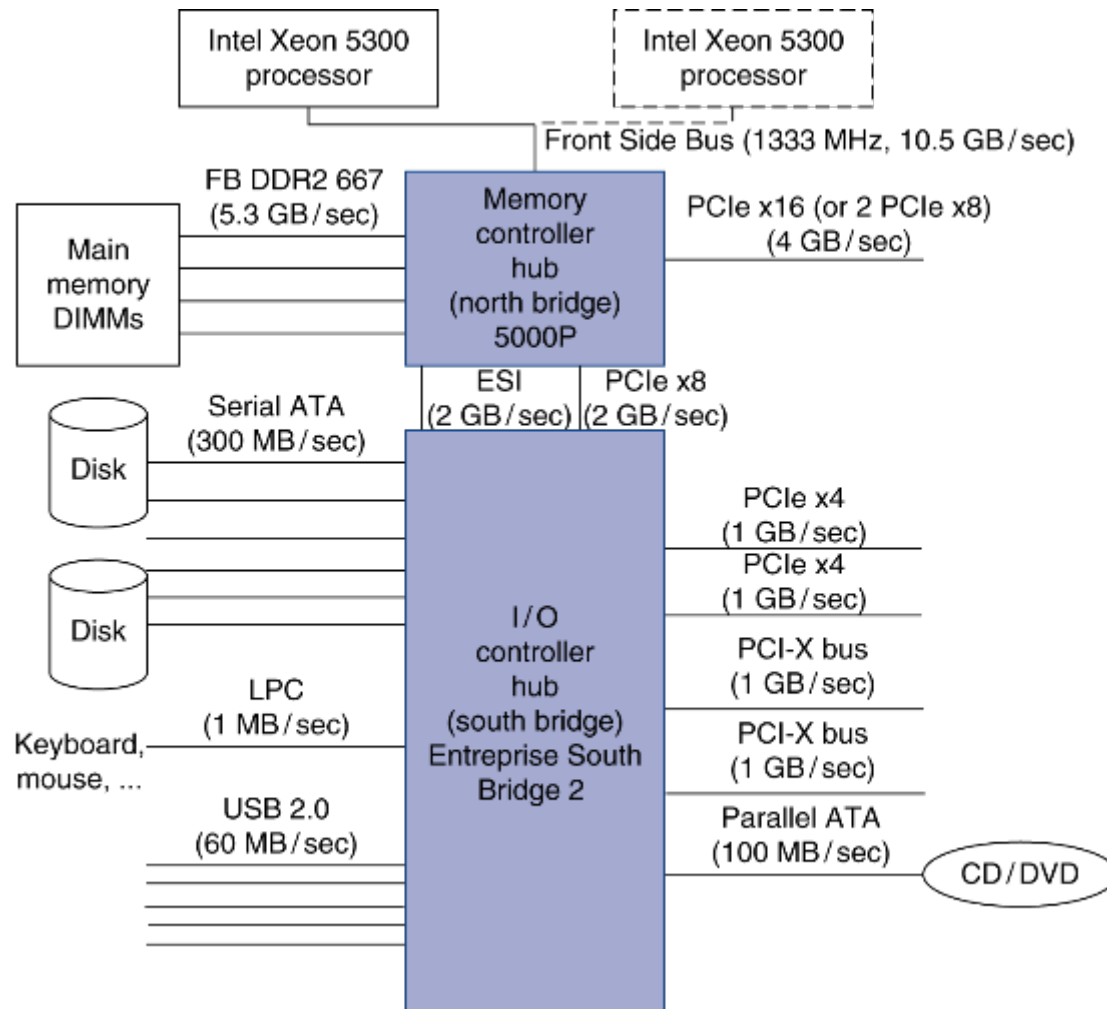 Intel Xeon 5300
processor
Intel Xeon 5300
processor
Front Side Bus (1333 MHz, 10.5 GB/sec)
FB DDR2 667
(5.3 GB/sec)
Main
memory
DIMMs
Memory
controller
hub
(north bridge)
5000P
PCIe x16 (or 2 PCIe x8)
(4 GB/sec)
ESI
(2 GB/sec)
PCIe x8
(2 GB/sec)
Serial ATA
(300 MB/sec)
Disk
Disk
LPC
(1 MB/sec)
Keyboard,
mouse, ...
USB 2.0
(60 MB/sec)
I/O
controller
hub
(south bridge)
Entreprise South
Bridge 2
PCIe x4
(1 GB/sec)
PCIe x4
(1 GB/sec)
PCI-X bus
(1 GB/sec)
PCI-X bus
(1 GB/sec)
Parallel ATA
(100 MB/sec)
CD/DVD